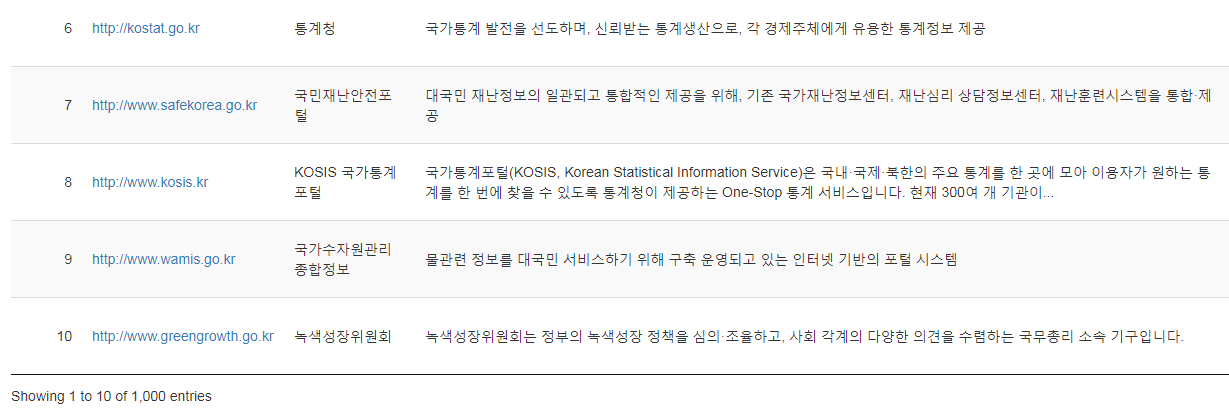 6 http://kostat.go.kr 통계청 국가통계 발전을 선도하며, 신뢰받는 통계생산으로, 각 경제주체에게 유용한 통계정보 제공
7 http://www.safekorea.go.kr 국민재난안전포
털 대국민 재난정보의 일관되고 통합적인 제공을 위해, 기존 국가재난정보센터, 재난심리 상담정보센터, 재난훈련시스템을 통합·제
공
8 http://www.kosis.kr KOSIS 국가통계
포털 국가통계포털(KOSIS, Korean Statistical Information Service)은 국내·국제·북한의 주요 통계를 한 곳에 모아 이용자가 원하는 통
계를 한 번에 찾을 수 있도록 통계청이 제공하는 One-Stop 통계 서비스입니다. 현재 300여 개 기관이...
9 http://www.wamis.go.kr 국가수자원관리
종합정보 물관련 정보를 대국민 서비스하기 위해 구축 운영되고 있는 인터넷 기반의 포털 시스템
10 http://www.greengrowth.go.kr 녹색성장위원회 녹색성장위원회는 정부의 녹색성장 정책을 심의·조율하고, 사회 각계의 다양한 의견을 수렴하는 국무총리 소속 기구입니다.
Showing 1 to 10 of 1,000 entries